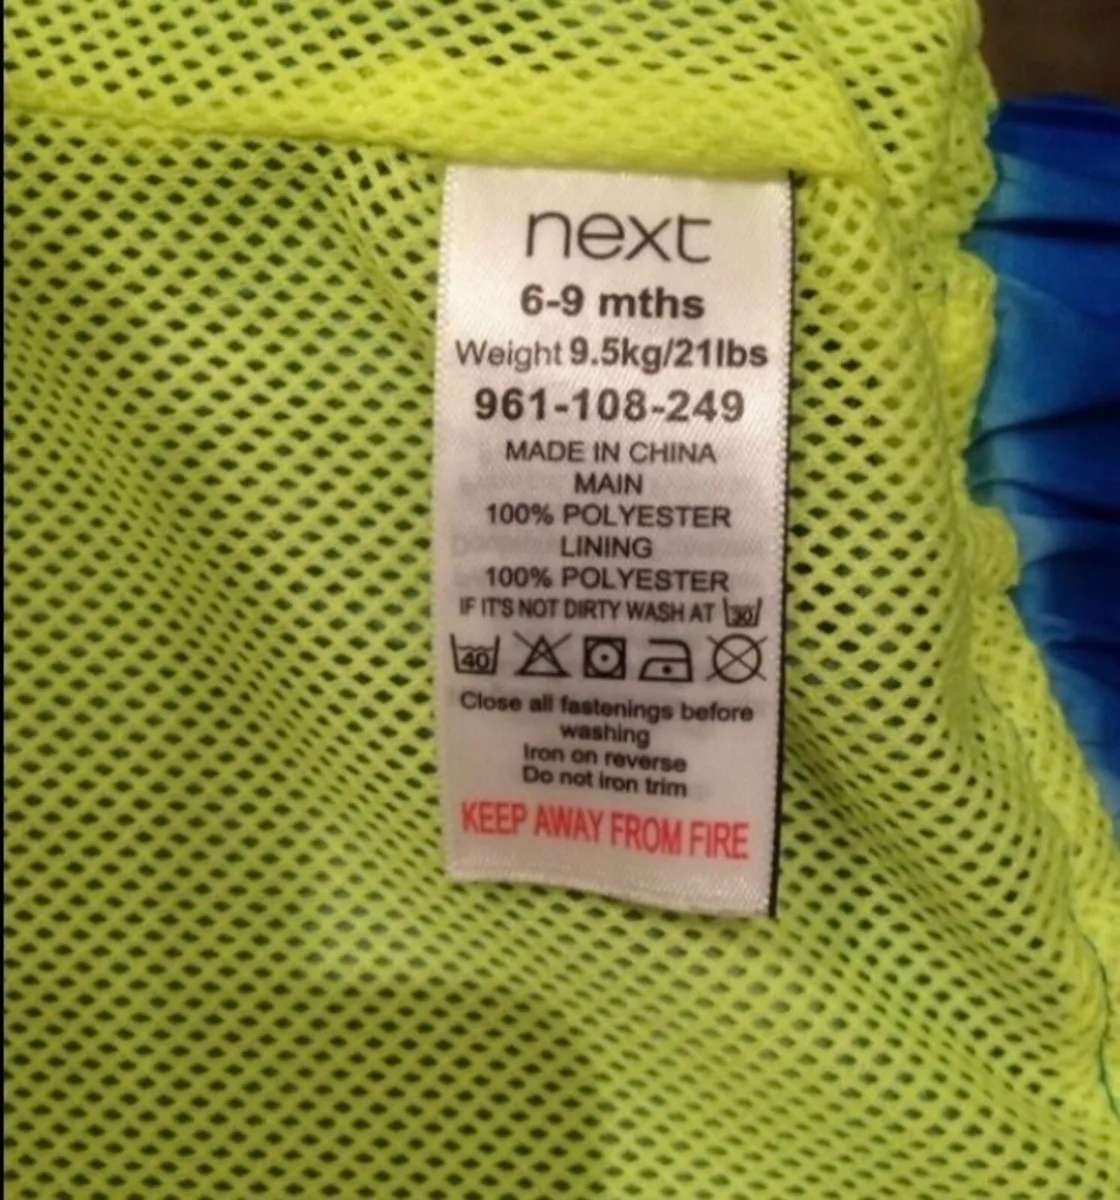 next
6-9 mths
Weight 9.5kg/21lbs
961-108-249
MADE IN CHINA
MAIN
100% POLYESTER
LINING
100% POLYESTER
IF IT'S NOT DIRTY WASH AT 30
40
Close all fastenings before
washing
Iron on reverse
Do not iron trim
KEEP AWAY FROM FIRE